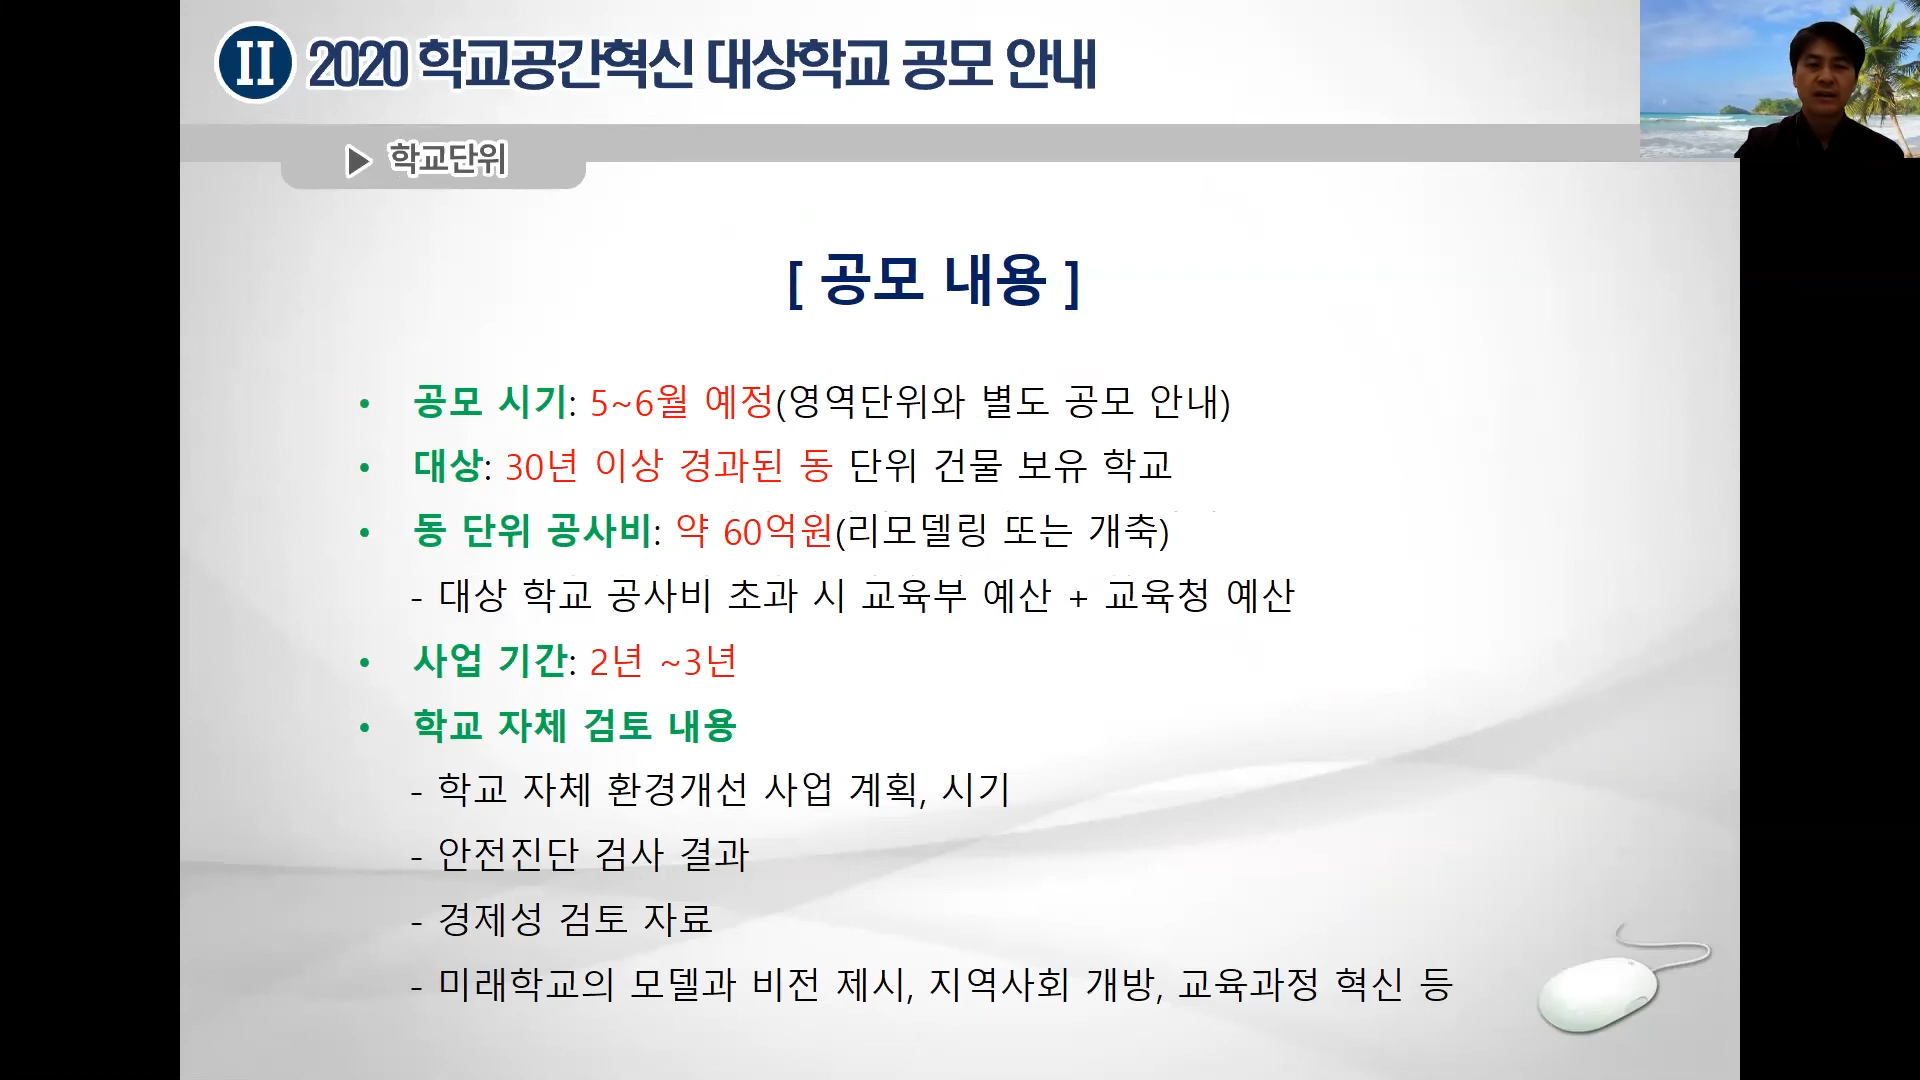 II 2020 학교공간혁신 대상학교 공모 안내
▶ 학교단위
[ 공모 내용 ]
• 공모 시기: 5~6월 예정(영역단위와 별도 공모 안내)
• 대상: 30년 이상 경과된 동 단위 건물 보유 학교
• 동 단위 공사비: 약 60억원(리모델링 또는 개축)
- 대상 학교 공사비 초과 시 교육부 예산 + 교육청 예산
• 사업 기간: 2년 ~3년
• 학교 자체 검토 내용
- 학교 자체 환경개선 사업 계획, 시기
- 안전진단 검사 결과
- 경제성 검토 자료
- 미래학교의 모델과 비전 제시, 지역사회 개방, 교육과정 혁신 등